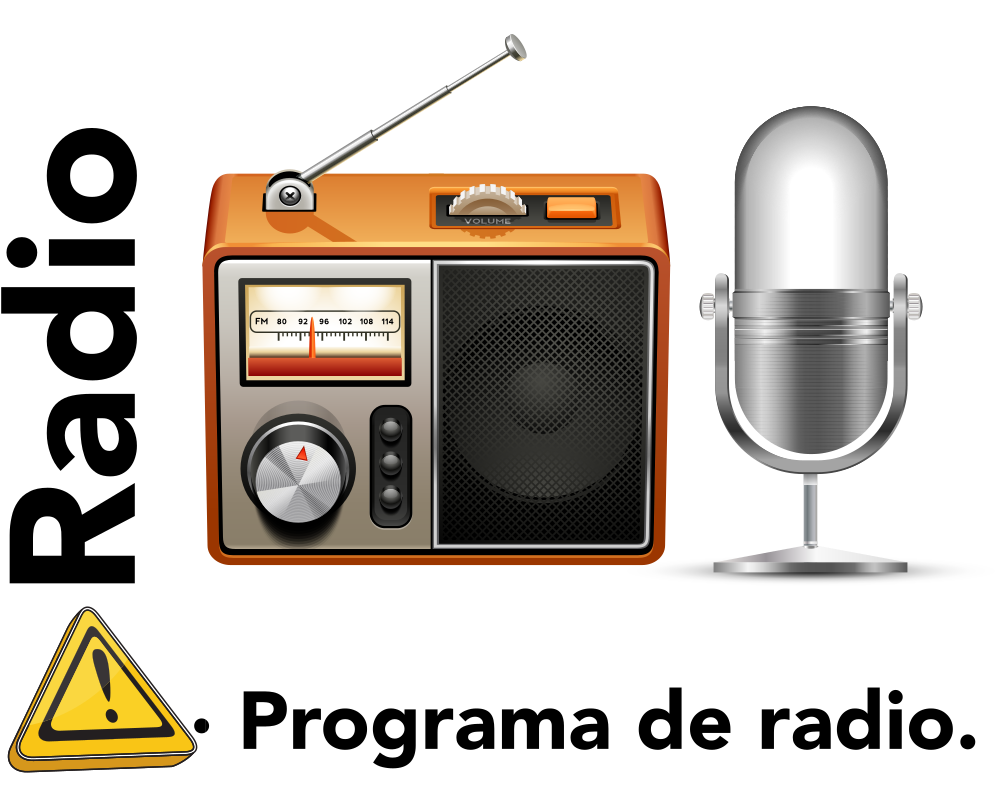 Radio
VOLUME
FM 80 92 96 102 108 114
!
· Programa de radio.